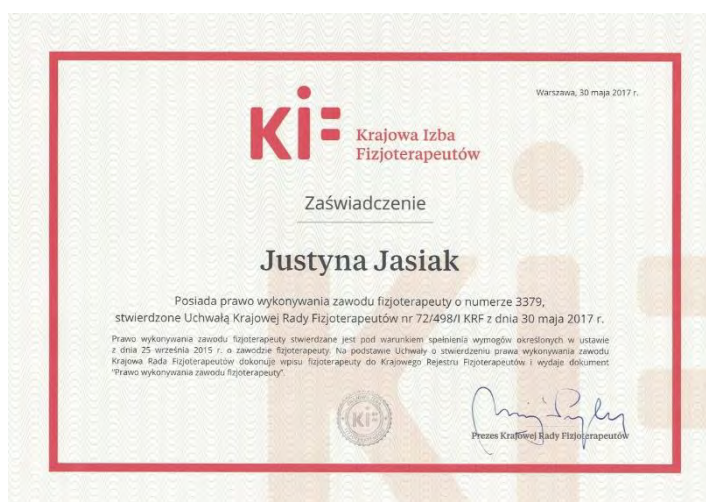 Warszawa, 30 maja 2017 r.
KiF
Krajowa Izba
Fizjoterapeutów
Zaświadczenie
Justyna Jasiak
Posiada prawo wykonywania zawodu fizjoterapeuty o numerze 3379,
stwierdzone Uchwałą Krajowej Rady Fizjoterapeutów nr 72/498/I KRF z dnia 30 maja 2017 r.
Prawo wykonywania zawodu fizjoterapeuty stwierdzane jest pod warunkiem spełnienia wymogów określonych w ustawie
z dnia 25 września 2015 r. o zawodzie fizjoterapeuty. Na podstawie Uchwały o stwierdzeniu prawa wykonywania zawodu
Krajowa Rada Fizjoterapeutów dokonuje wpisu fizjoterapeuty do Krajowego Rejestru Fizjoterapeutów i wydaje dokument
"Prawo wykonywania zawodu fizjoterapeuty".
KiF
Prezes Krajowej Rady Fizjoterapeutów